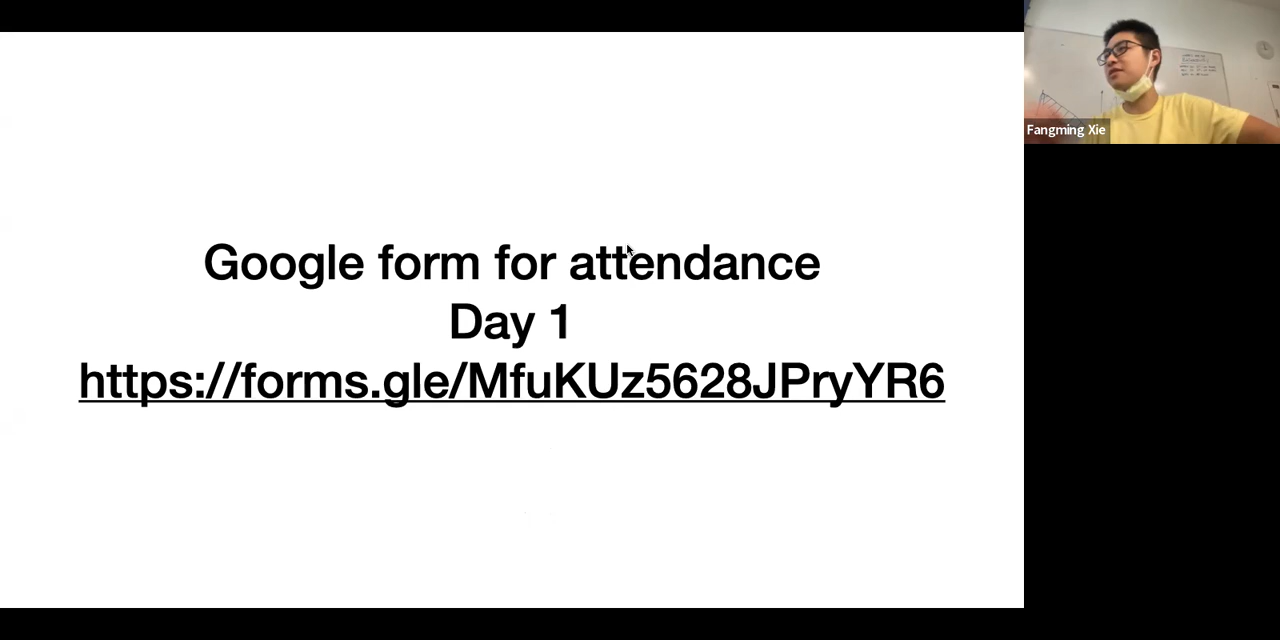 Google form for attendance
Day 1
https://forms.gle/MfuKUz5628JPryYR6
Fangming Xie